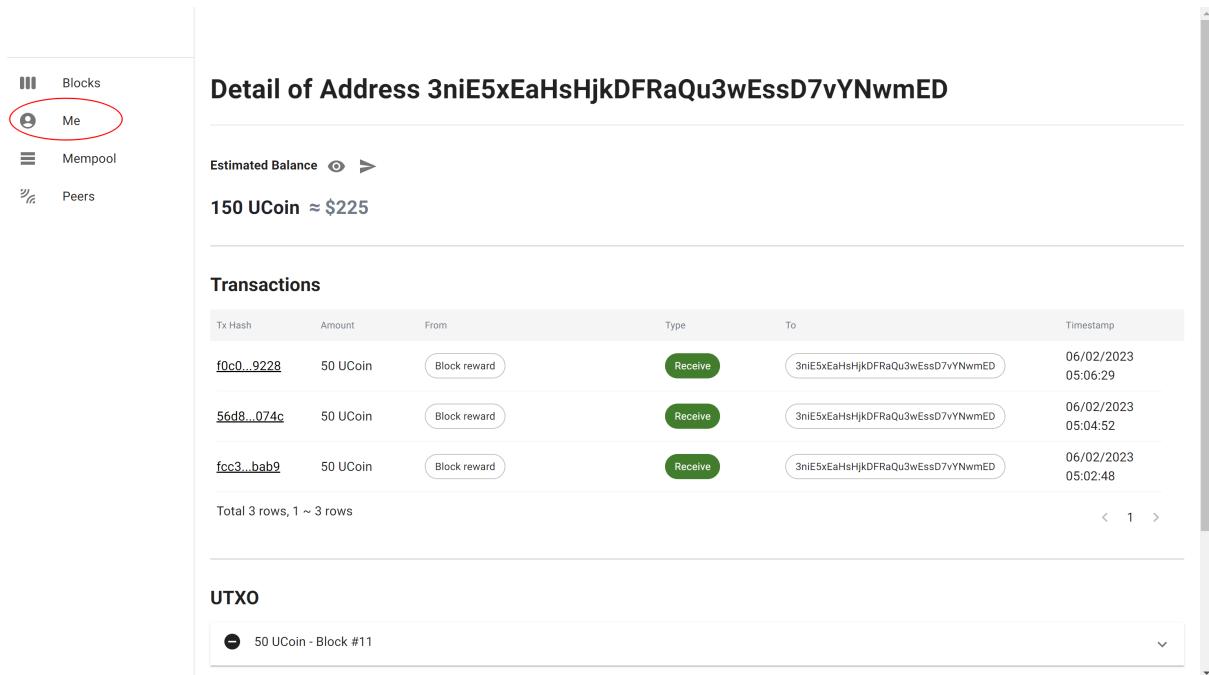 Blocks
Me
Mempool
Peers
Detail of Address 3niE5xEaHsHjkDFRaQu3wEssD7vYNwmED
Estimated Balance
150 UCoin ≈ $225
Transactions
Tx Hash Amount From Type To Timestamp
f0c0...9228 50 UCoin Block reward Receive 3niE5xEaHsHjkDFRaQu3wEssD7vYNwmED 06/02/2023
05:06:29
56d8...074c 50 UCoin Block reward Receive 3niE5xEaHsHjkDFRaQu3wEssD7vYNwmED 06/02/2023
05:04:52
fcc3...bab9 50 UCoin Block reward Receive 3niE5xEaHsHjkDFRaQu3wEssD7vYNwmED 06/02/2023
05:02:48
Total 3 rows, 1 ~ 3 rows
1
UTXO
50 UCoin - Block #11